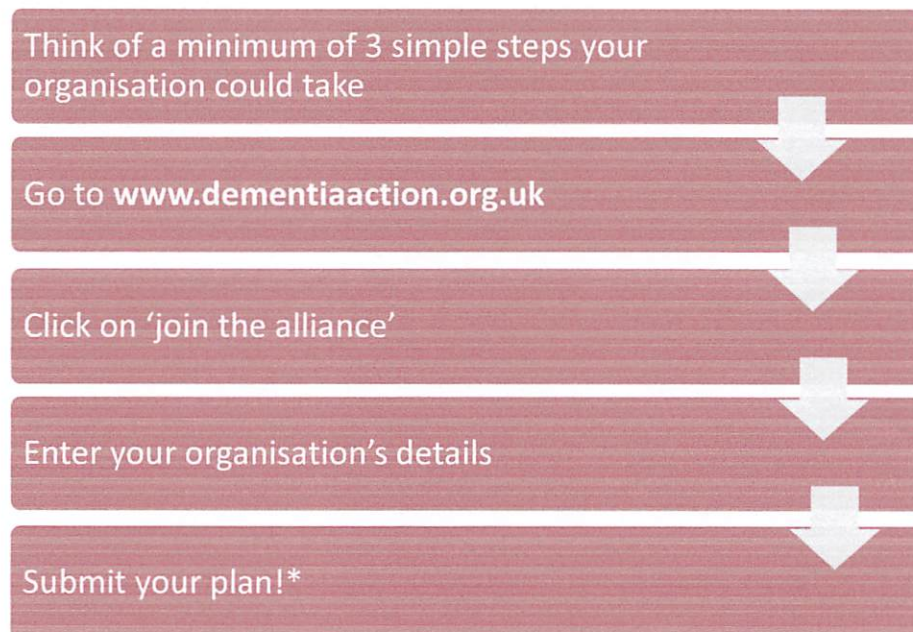 Think of a minimum of 3 simple steps your
organisation could take
Go to www.dementiaaction.org.uk
Click on ‘join the alliance’
Enter your organisation’s details
Submit your plan!*